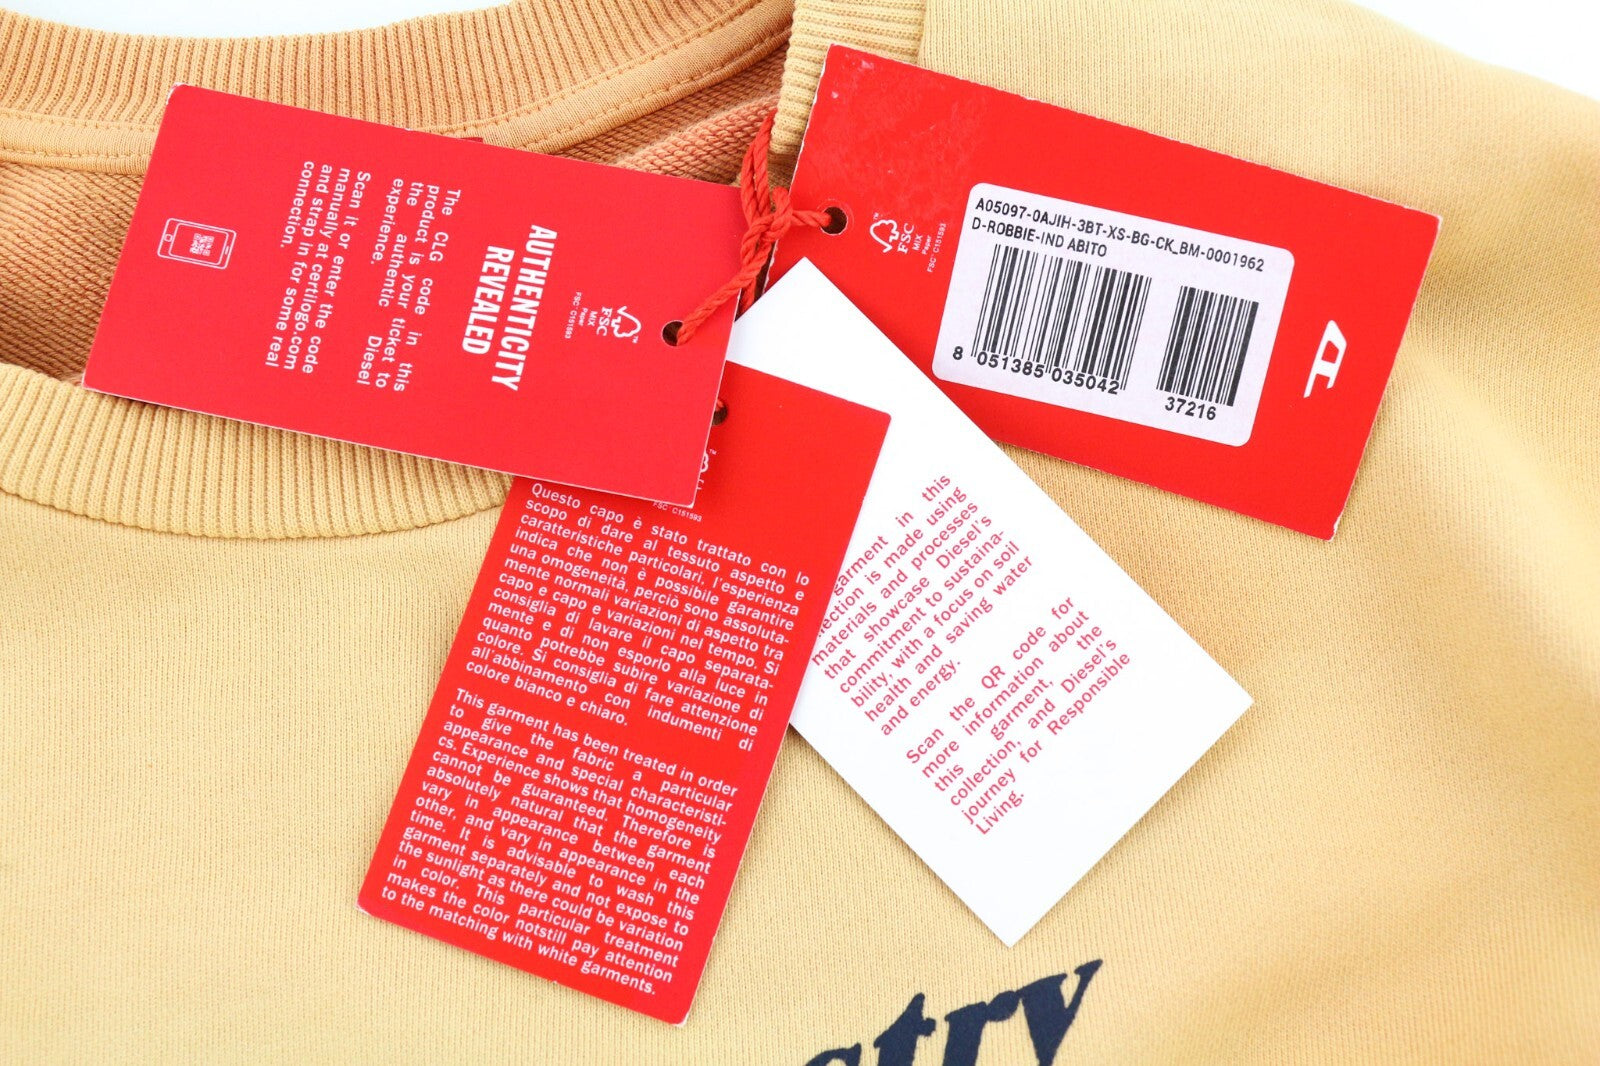 AUTHENTICITY
REVEALED
The CLG code in this
product is your ticket to
the authentic Diesel
experience.
Scan it or enter the code
manually at certilogo.com
and strap in for some real
connection.
FSC
MIX
Paper
FSC® C151593
FSC
MIX
Paper
FSC® C151593
A05097-0AJIH-3BT-XS-BG-CK_BM-0001962
D-ROBBIE-IND ABITO
8 051385 035042
37216
FSC® C151593
Questo capo è stato trattato con lo
scopo di dare al tessuto aspetto e
caratteristiche particolari, l'esperienza
indica che non è possibile garantire
una omogeneità, perciò sono assoluta-
mente normali variazioni di aspetto tra
capo e capo e variazioni nel tempo. Si
consiglia di lavare il capo separata-
mente e di non esporlo alla luce in
quanto potrebbe subire variazione di
colore. Si consiglia di fare attenzione
all'abbinamento con indumenti di
colore bianco e chiaro.
This garment has been treated in order
to give the fabric a particular
appearance and special characteristi-
cs. Experience shows that homogeneity
cannot be guaranteed. Therefore is
absolutely natural that the garment
vary in appearance between each
other, and vary in appearance in the
time. It is advisable to wash this
garment separately and not expose to
the sunlight as there could be variation
in color. This particular treatment
makes the color notstill pay attention
to the matching with white garments.
garment in this
is made using
materials and processes
that showcase Diesel's
commitment to sustaina-
bility, with a focus on soil
health and saving water
and energy.
Scan the QR code for
more information about
this garment, the
collection, and Diesel's
journey for Responsible
Living.
stry